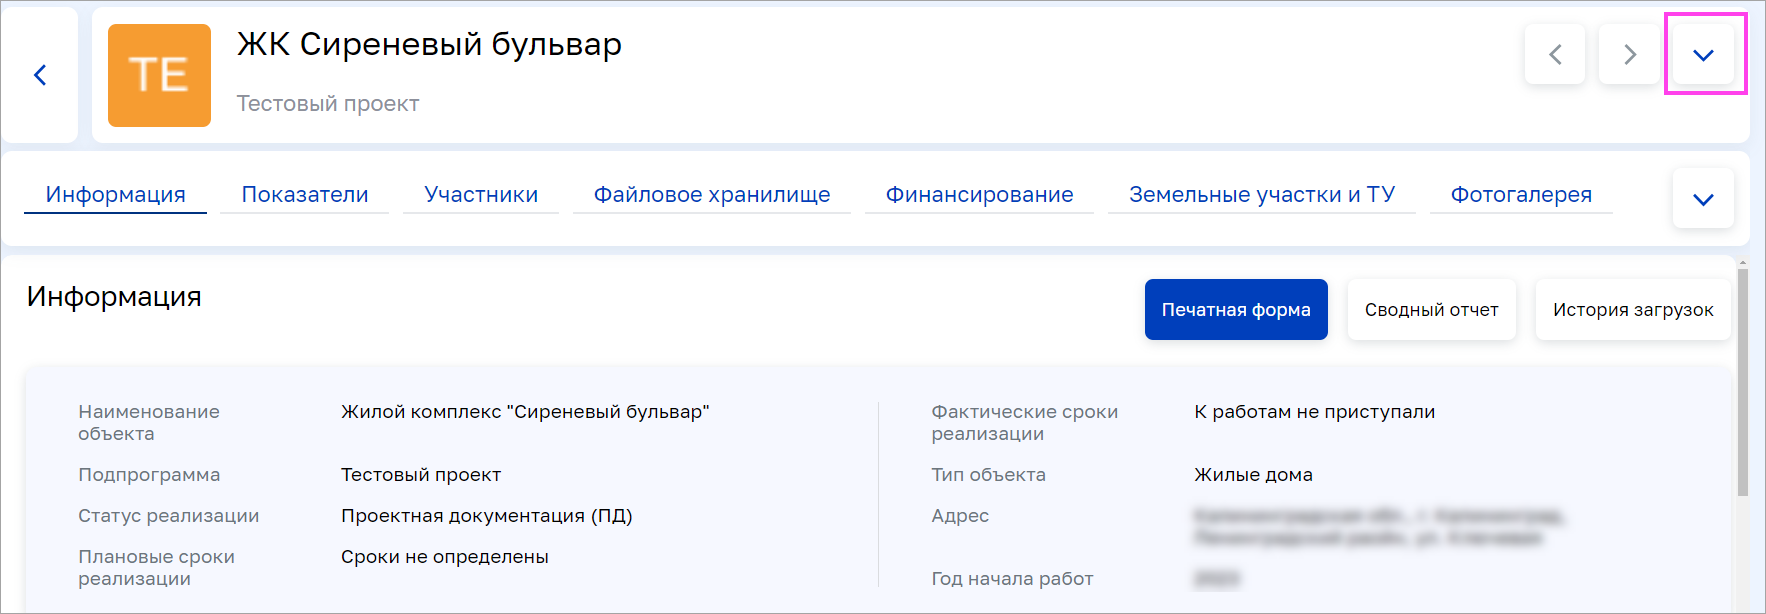 ТЕ
ЖК Сиреневый бульвар
Тестовый проект
Информация
Показатели
Участники
Файловое хранилище
Финансирование
Земельные участки и ТУ
Фотогалерея
Информация
Печатная форма
Сводный отчет
История загрузок
Наименование
объекта
Жилой комплекс "Сиреневый бульвар"
Подпрограмма
Тестовый проект
Статус реализации
Проектная документация (ПД)
Плановые сроки
реализации
Сроки не определены
Фактические сроки
реализации
К работам не приступали
Тип объекта
Жилые дома
Адрес
Год начала работ